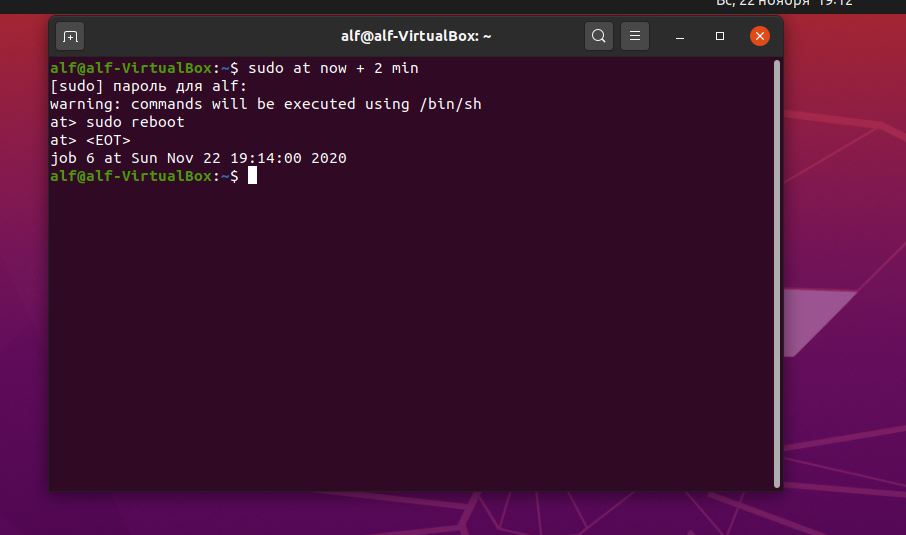 Вс, 22 ноября 19:12
alf@alf-VirtualBox: ~
alf@alf-VirtualBox:~$ sudo at now + 2 min
[sudo] пароль для alf:
warning: commands will be executed using /bin/sh
at> sudo reboot
at> <EOT>
job 6 at Sun Nov 22 19:14:00 2020
alf@alf-VirtualBox:~$